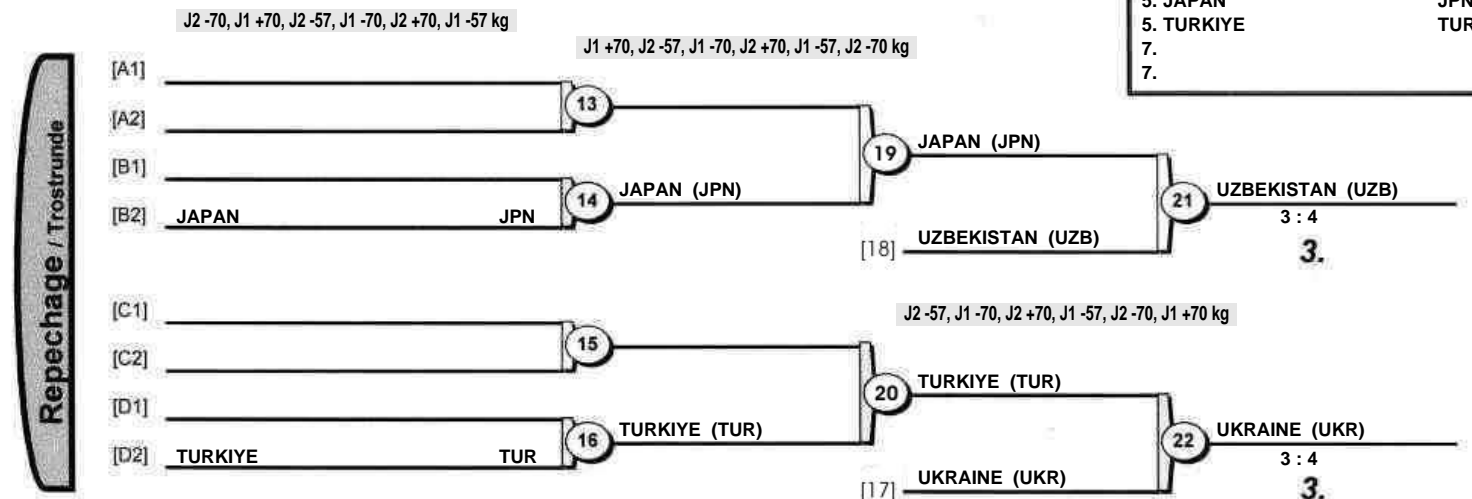 5. JAPAN JPN
5. TURKIYE TUR
7.
7.
J2 -70, J1 +70, J2 -57, J1 -70, J2 +70, J1 -57 kg
J1 +70, J2 -57, J1 -70, J2 +70, J1 -57, J2 -70 kg
Repechage / Trostrunde
[A1]
[A2]
13
[B1]
[B2] JAPAN JPN
14 JAPAN (JPN)
19 JAPAN (JPN)
[18] UZBEKISTAN (UZB)
21 UZBEKISTAN (UZB)
3 : 4
3.
J2 -57, J1 -70, J2 +70, J1 -57, J2 -70, J1 +70 kg
[C1]
[C2]
15
[D1]
[D2] TURKIYE TUR
16 TURKIYE (TUR)
20 TURKIYE (TUR)
[17] UKRAINE (UKR)
22 UKRAINE (UKR)
3 : 4
3.